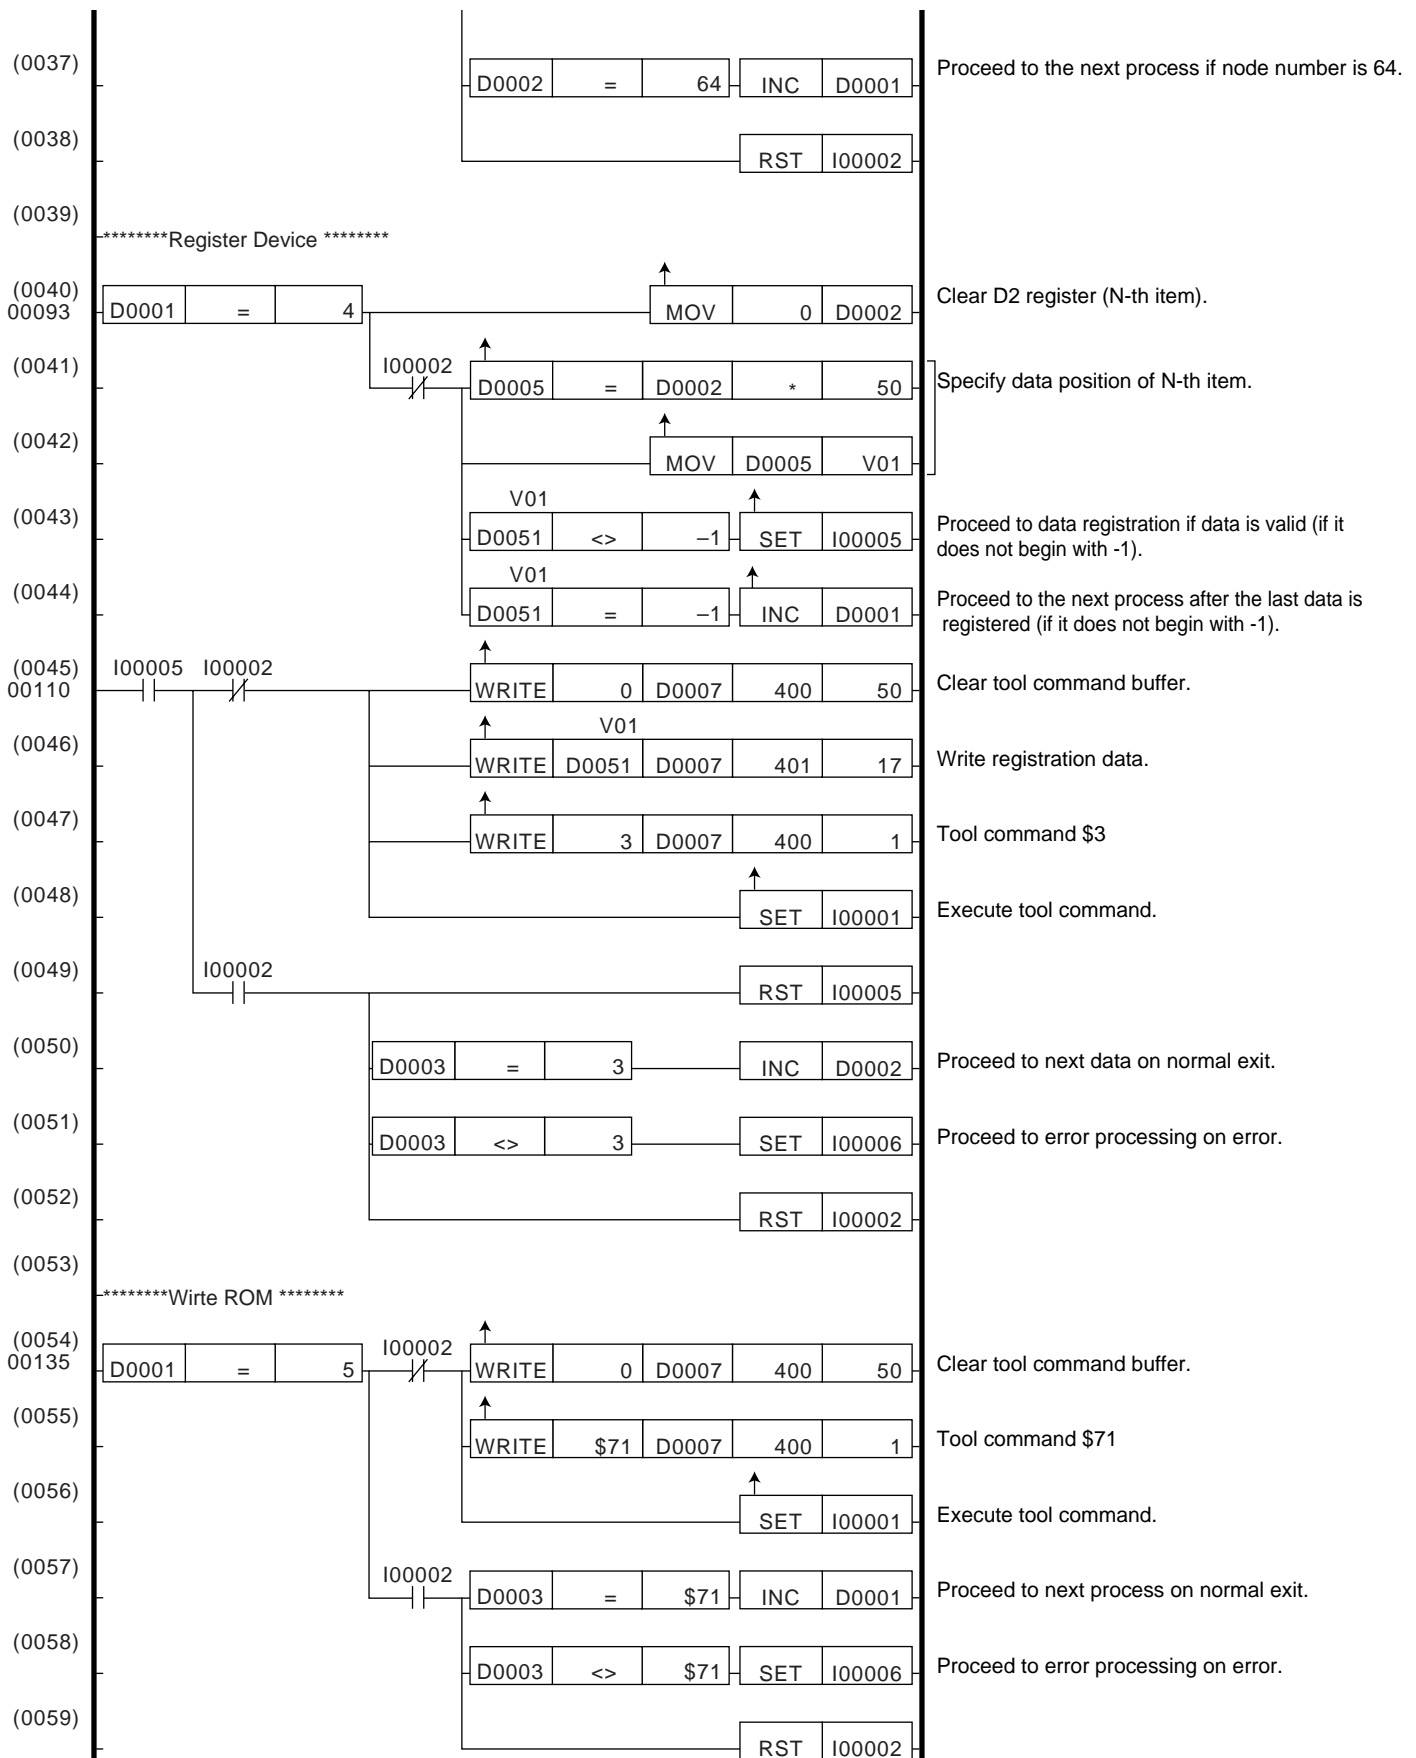 (0037)
D0002 = 64 INC D0001 Proceed to the next process if node number is 64.
(0038)
RST I00002
(0039)
********Register Device ********
(0040)
00093 D0001 = 4 MOV 0 D0002 Clear D2 register (N-th item).
(0041) I00002
D0005 = D0002 * 50 Specify data position of N-th item.
(0042)
MOV D0005 V01
V01
(0043)
D0051 <> –1 SET I00005 Proceed to data registration if data is valid (if it
does not begin with -1).
V01
(0044)
D0051 = –1 INC D0001 Proceed to the next process after the last data is
registered (if it does not begin with -1).
(0045) I00005 I00002
00110 WRITE 0 D0007 400 50 Clear tool command buffer.
V01
(0046)
WRITE D0051 D0007 401 17 Write registration data.
(0047)
WRITE 3 D0007 400 1 Tool command $3
(0048)
SET I00001 Execute tool command.
(0049) I00002
RST I00005
(0050)
D0003 = 3 INC D0002 Proceed to next data on normal exit.
(0051)
D0003 <> 3 SET I00006 Proceed to error processing on error.
(0052)
RST I00002
(0053)
********Wirte ROM ********
(0054) I00002
00135 D0001 = 5 WRITE 0 D0007 400 50 Clear tool command buffer.
(0055)
WRITE $71 D0007 400 1 Tool command $71
(0056)
SET I00001 Execute tool command.
(0057) I00002
D0003 = $71 INC D0001 Proceed to next process on normal exit.
(0058)
D0003 <> $71 SET I00006 Proceed to error processing on error.
(0059)
RST I00002